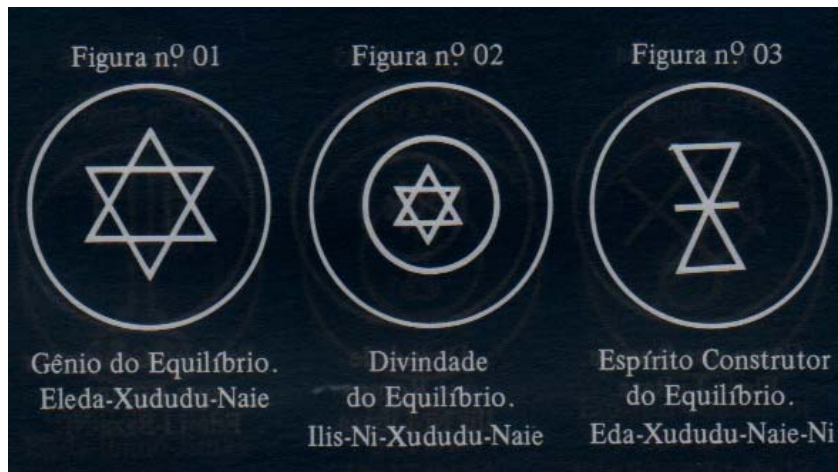 Figura nº 01
Gênio do Equilíbrio.
Eleda-Xududu-Naie
Figura nº 02
Divindade
do Equilíbrio.
Ilis-Ni-Xududu-Naie
Figura nº 03
Espírito Construtor
do Equilíbrio.
Eda-Xududu-Naie-Ni